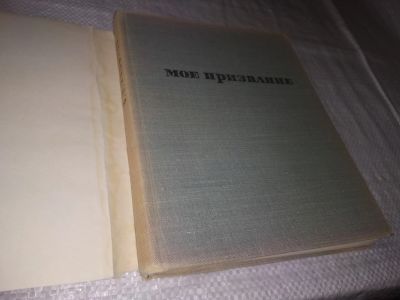 мое призвание